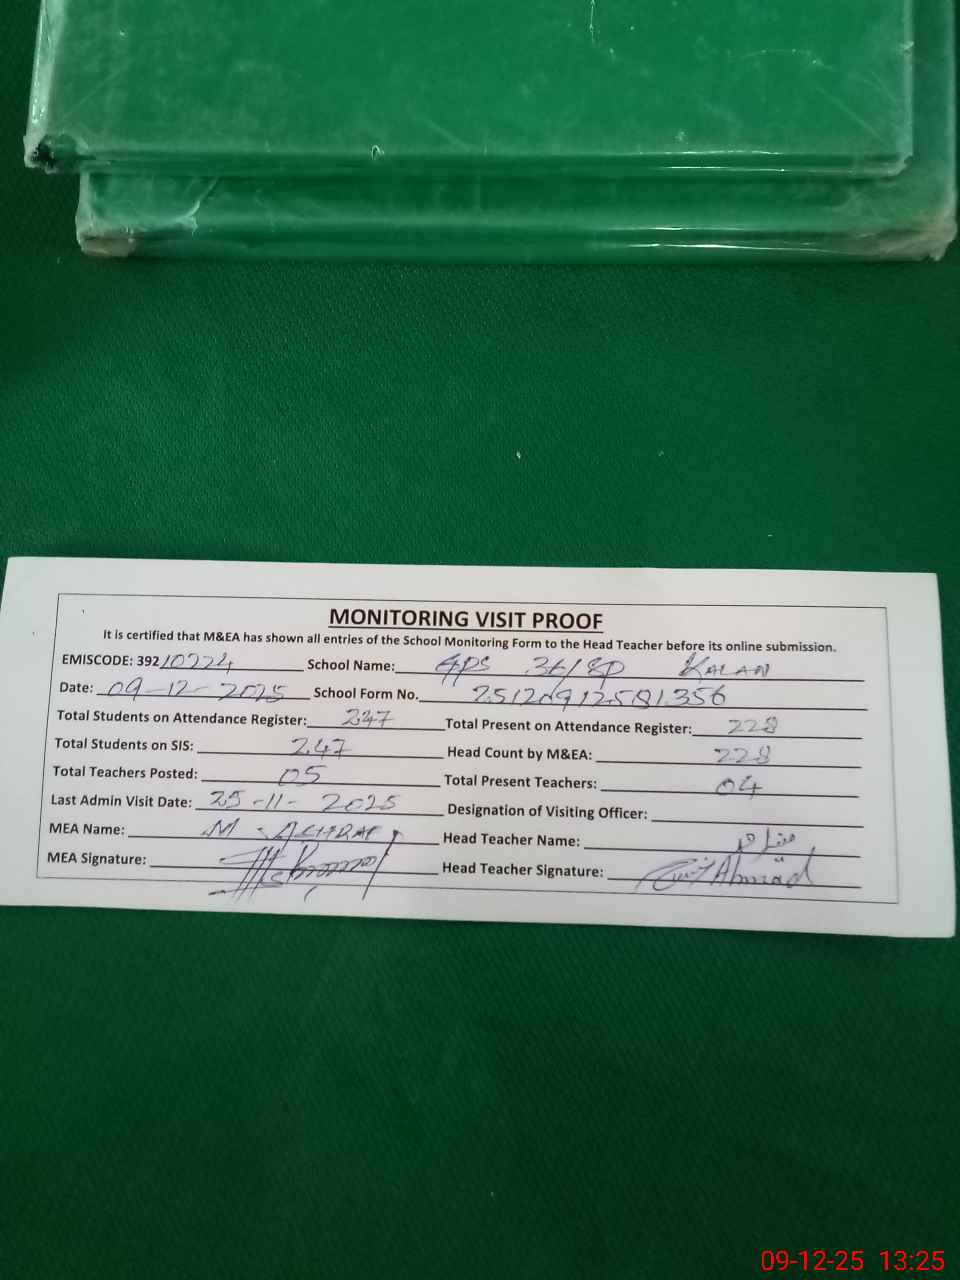 MONITORING VISIT PROOF
It is certified that M&EA has shown all entries of the School Monitoring Form to the Head Teacher before its online submission.
EMISCODE: 39210224 School Name: GPS 36/SP KALAN
Date: 09-12-2025 School Form No. 25120912581356
Total Students on Attendance Register: 247 Total Present on Attendance Register: 228
Total Students on SIS: 247 Head Count by M&EA: 228
Total Teachers Posted: 05 Total Present Teachers: 04
Last Admin Visit Date: 25-11-2025 Designation of Visiting Officer:
MEA Name: M. ASHRAF Head Teacher Name:
MEA Signature: Head Teacher Signature: Ahmad
09-12-25 13:25